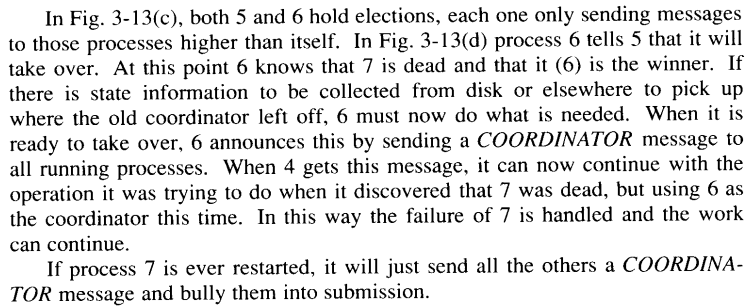 In Fig. 3-13(c), both 5 and 6 hold elections, each one only sending messages
to those processes higher than itself. In Fig. 3-13(d) process 6 tells 5 that it will
take over. At this point 6 knows that 7 is dead and that it (6) is the winner. If
there is state information to be collected from disk or elsewhere to pick up
where the old coordinator left off, 6 must now do what is needed. When it is
ready to take over, 6 announces this by sending a COORDINATOR message to
all running processes. When 4 gets this message, it can now continue with the
operation it was trying to do when it discovered that 7 was dead, but using 6 as
the coordinator this time. In this way the failure of 7 is handled and the work
can continue.
If process 7 is ever restarted, it will just send all the others a COORDINA-
TOR message and bully them into submission.